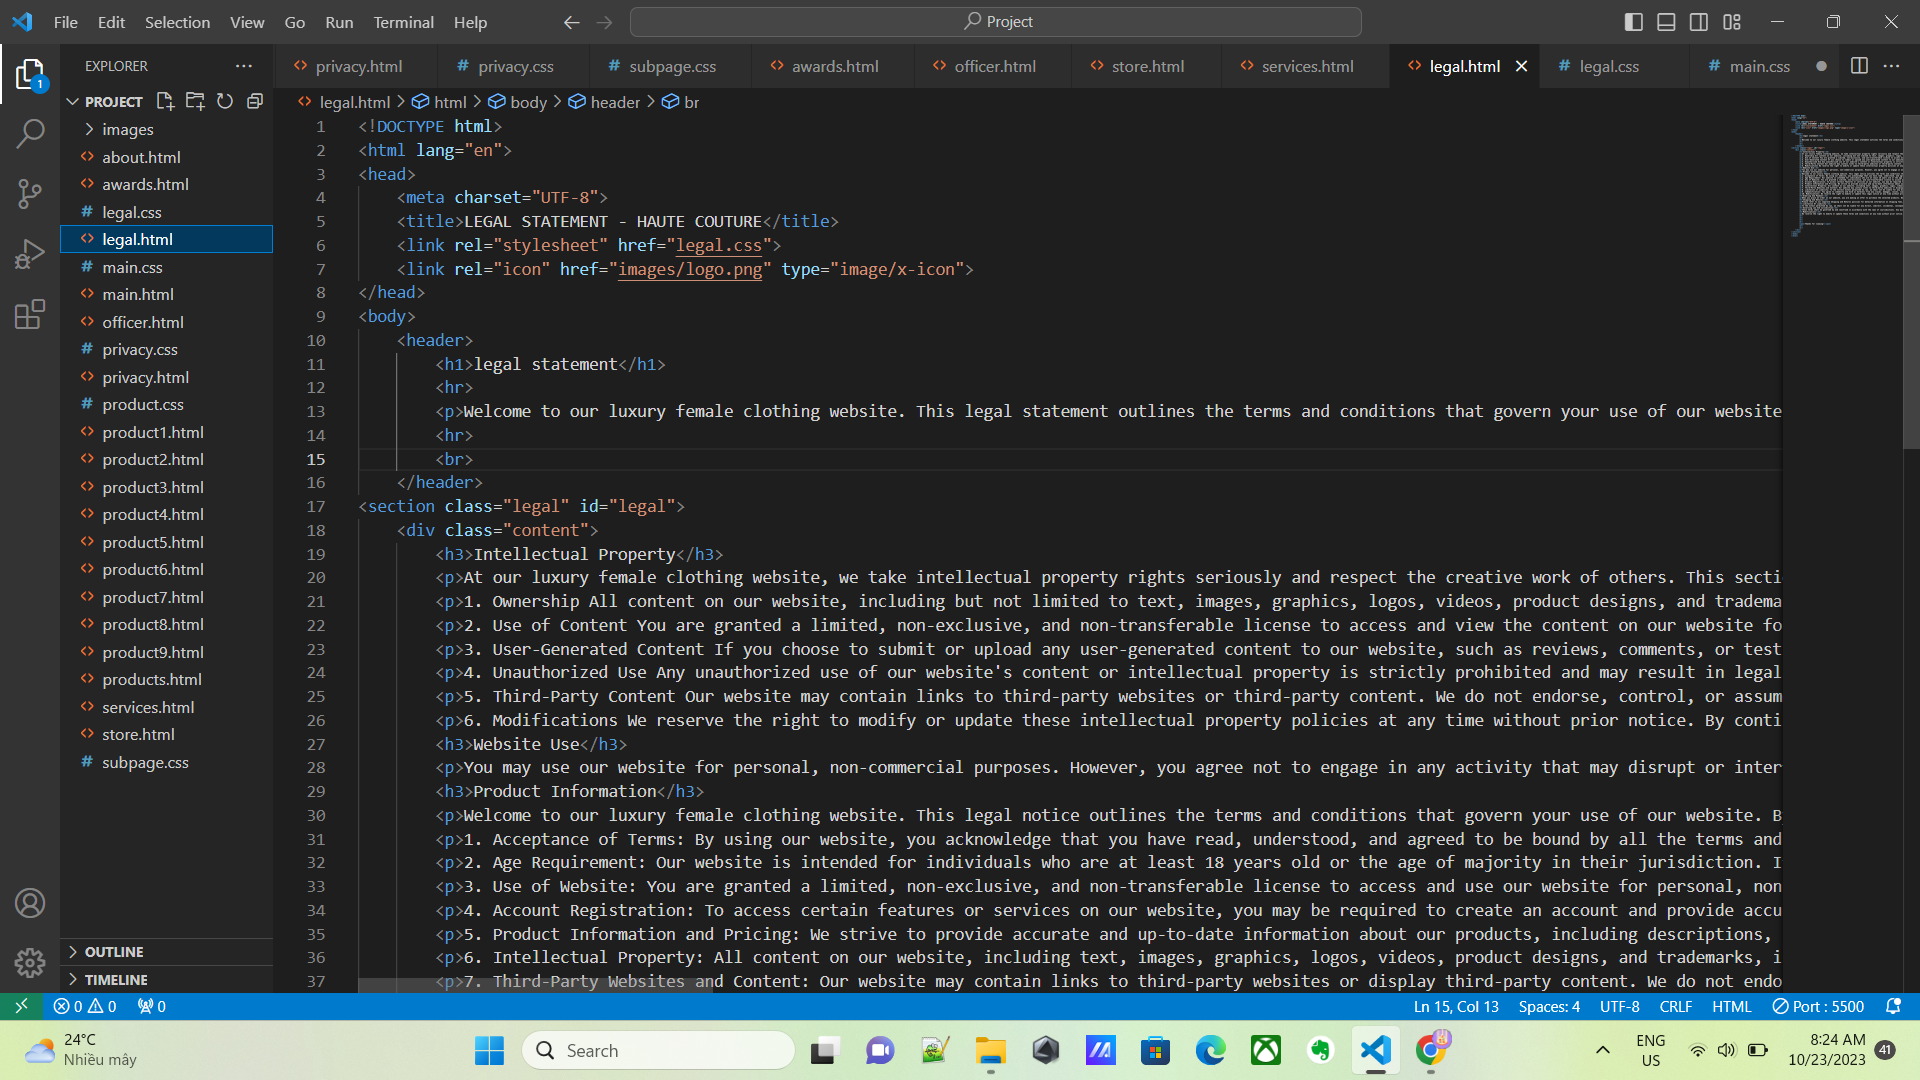 File Edit Selection View Go Run Terminal Help
Project
EXPLORER
privacy.html
privacy.css
subpage.css
awards.html
officer.html
store.html
services.html
legal.html
legal.css
main.css
PROJECT
images
about.html
awards.html
legal.css
legal.html
main.css
main.html
officer.html
privacy.css
privacy.html
product.css
product1.html
product2.html
product3.html
product4.html
product5.html
product6.html
product7.html
product8.html
product9.html
products.html
services.html
store.html
subpage.css
OUTLINE
TIMELINE
1
legal.html > html > body > header > br
1 <!DOCTYPE html>
2 <html lang="en">
3 <head>
4 <meta charset="UTF-8">
5 <title>LEGAL STATEMENT - HAUTE COUTURE</title>
6 <link rel="stylesheet" href="legal.css">
7 <link rel="icon" href="images/logo.png" type="image/x-icon">
8 </head>
9 <body>
10 <header>
11 <h1>legal statement</h1>
12 <hr>
13 <p>Welcome to our luxury female clothing website. This legal statement outlines the terms and conditions that govern your use of our website
14 <hr>
15 <br>
16 </header>
17 <section class="legal" id="legal">
18 <div class="content">
19 <h3>Intellectual Property</h3>
20 <p>At our luxury female clothing website, we take intellectual property rights seriously and respect the creative work of others. This secti
21 <p>1. Ownership All content on our website, including but not limited to text, images, graphics, logos, videos, product designs, and tradema
22 <p>2. Use of Content You are granted a limited, non-exclusive, and non-transferable license to access and view the content on our website fo
23 <p>3. User-Generated Content If you choose to submit or upload any user-generated content to our website, such as reviews, comments, or test
24 <p>4. Unauthorized Use Any unauthorized use of our website's content or intellectual property is strictly prohibited and may result in legal
25 <p>5. Third-Party Content Our website may contain links to third-party websites or third-party content. We do not endorse, control, or assum
26 <p>6. Modifications We reserve the right to modify or update these intellectual property policies at any time without prior notice. By conti
27 <h3>Website Use</h3>
28 <p>You may use our website for personal, non-commercial purposes. However, you agree not to engage in any activity that may disrupt or inter
29 <h3>Product Information</h3>
30 <p>Welcome to our luxury female clothing website. This legal notice outlines the terms and conditions that govern your use of our website. B
31 <p>1. Acceptance of Terms: By using our website, you acknowledge that you have read, understood, and agreed to be bound by all the terms and
32 <p>2. Age Requirement: Our website is intended for individuals who are at least 18 years old or the age of majority in their jurisdiction. I
33 <p>3. Use of Website: You are granted a limited, non-exclusive, and non-transferable license to access and use our website for personal, non
34 <p>4. Account Registration: To access certain features or services on our website, you may be required to create an account and provide accu
35 <p>5. Product Information and Pricing: We strive to provide accurate and up-to-date information about our products, including descriptions,
36 <p>6. Intellectual Property: All content on our website, including text, images, graphics, logos, videos, product designs, and trademarks, i
37 <p>7. Third-Party Websites and Content: Our website may contain links to third-party websites or display third-party content. We do not endo
0 0 0
Ln 15, Col 13 Spaces: 4 UTF-8 CRLF HTML Port : 5500
24°C
Nhiều mây
Search
ENG
US
8:24 AM
10/23/2023
41